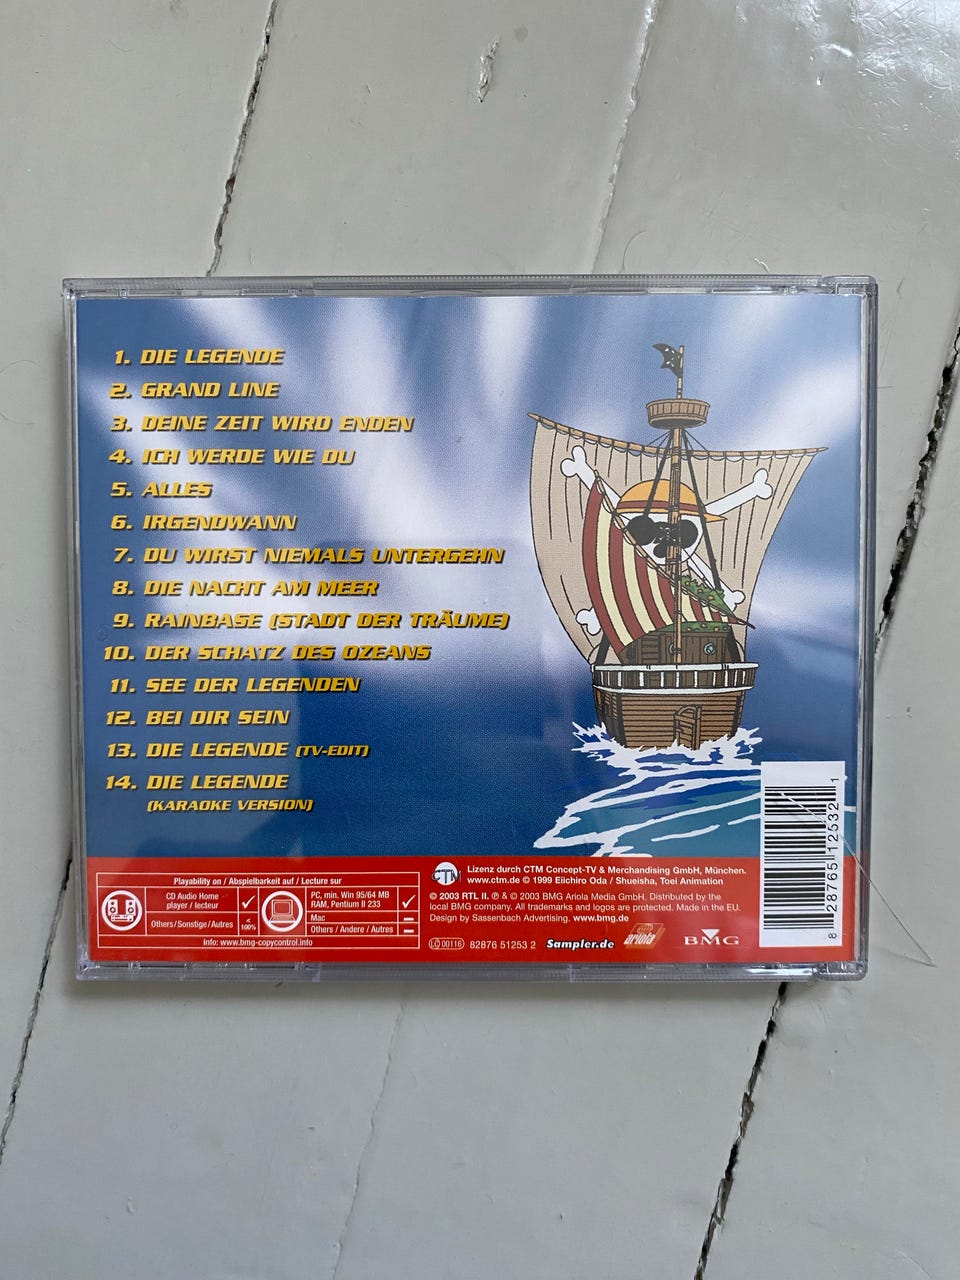 1. DIE LEGENDE
2. GRAND LINE
3. DEINE ZEIT WIRD ENDEN
4. ICH WERDE WIE DU
5. ALLES
6. IRGENDWANN
7. DU WIRST NIEMALS UNTERGEHN
8. DIE NACHT AM MEER
9. RAINBASE (STADT DER TRÄUME)
10. DER SCHATZ DES OZEANS
11. SEE DER LEGENDEN
12. BEI DIR SEIN
13. DIE LEGENDE (TV-EDIT)
14. DIE LEGENDE
(KARAOKE VERSION)
Playability on / Abspielbarkeit auf / Lecture sur
CD Audio Home
player / lecteur
Others/Sonstige/Autres
< 100%
PC, min. Win 95/64 MB
RAM, Pentium II 233
Mac
Others / Andere / Autres
Info: www.bmg-copycontrol.info
CTM
Lizenz durch CTM Concept-TV & Merchandising GmbH, München.
www.ctm.de © 1999 Eiichiro Oda / Shueisha, Toei Animation
© 2003 RTL II. ℗ & © 2003 BMG Ariola Media GmbH. Distributed by the
local BMG company. All trademarks and logos are protected. Made in the EU.
Design by Sassenbach Advertising. www.bmg.de
LC 00116
82876 51253 2
Sampler.de
ariola
BMG
8 28765 12532 1